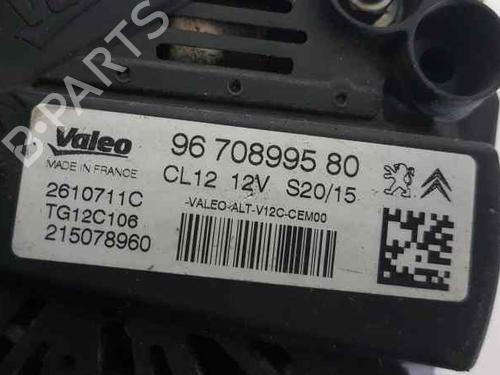 B-PARTS
Valeo
MADE IN FRANCE
96 708995 80
CL12 12V S20/15
2610711C
TG12C106
215078960
-VALEO-ALT-V12C-CEM00